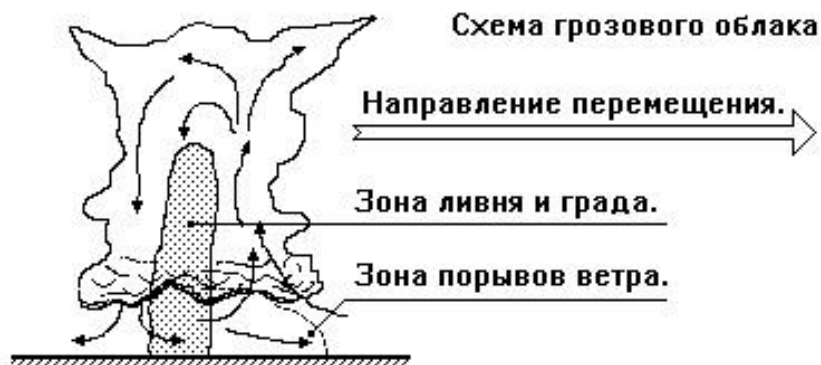 Схема грозового облака
Направление перемещения.
Зона ливня и града.
Зона порывов ветра.